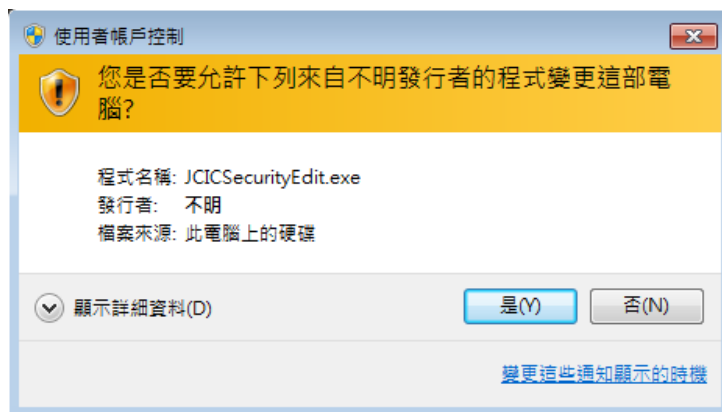 使用者帳戶控制
您是否要允許下列來自不明發行者的程式變更這部電
腦?
程式名稱: JCICSecurityEdit.exe
發行者: 不明
檔案來源: 此電腦上的硬碟
顯示詳細資料(D)
是(Y)
否(N)
變更這些通知顯示的時機